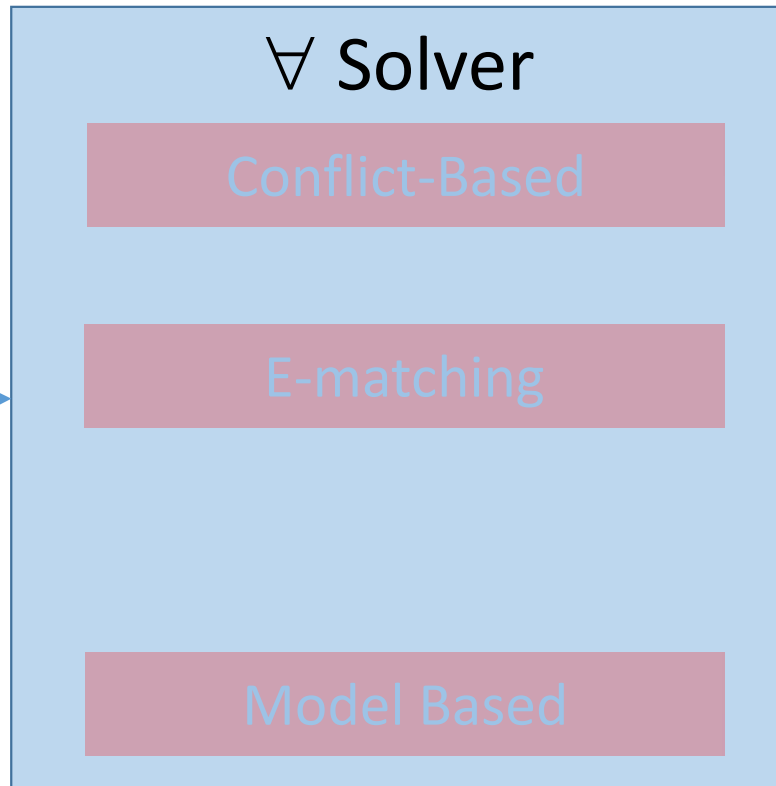 ∀ Solver
Conflict-Based
E-matching
Model Based